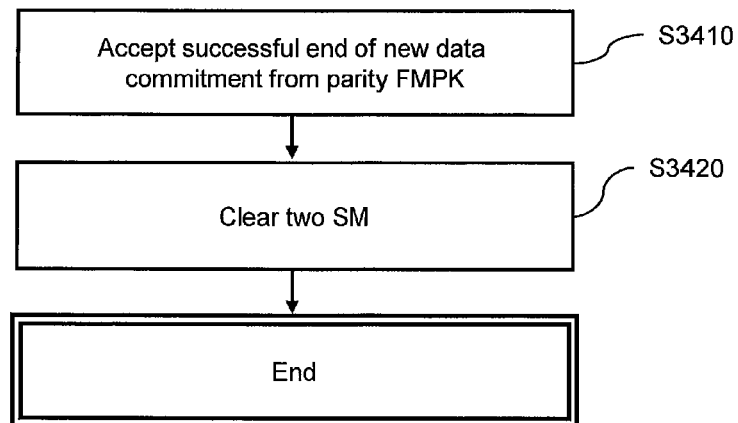 Accept successful end of new data
commitment from parity FMPK
S3410
Clear two SM
S3420
End